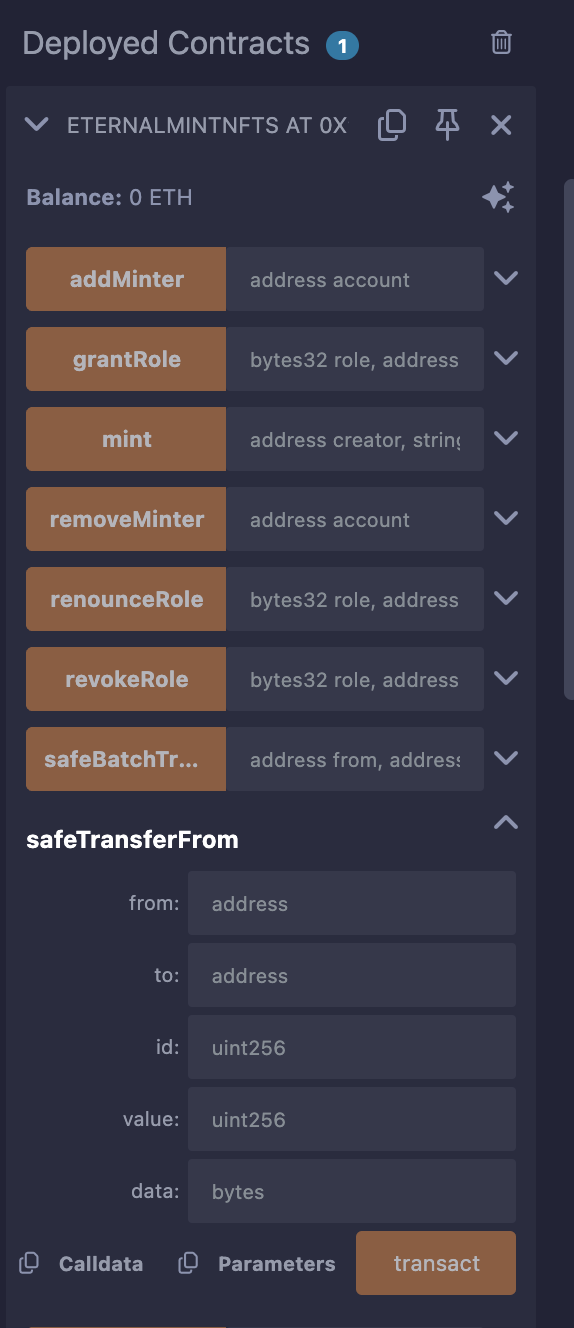 Deployed Contracts 1
ETERNALMINTNFTS AT 0X
Balance: 0 ETH
addMinter address account
grantRole bytes32 role, address
mint address creator, string
removeMinter address account
renounceRole bytes32 role, address
revokeRole bytes32 role, address
safeBatchTr... address from, address
safeTransferFrom
from: address
to: address
id: uint256
value: uint256
data: bytes
Calldata Parameters transact